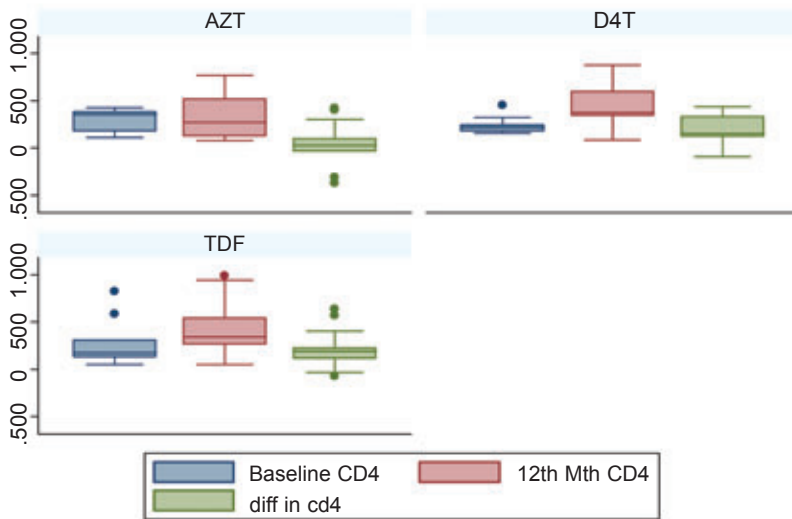 AZT
D4T
1.000
500
0
.500
TDF
1.000
500
0
.500
Baseline CD4
12th Mth CD4
diff in cd4